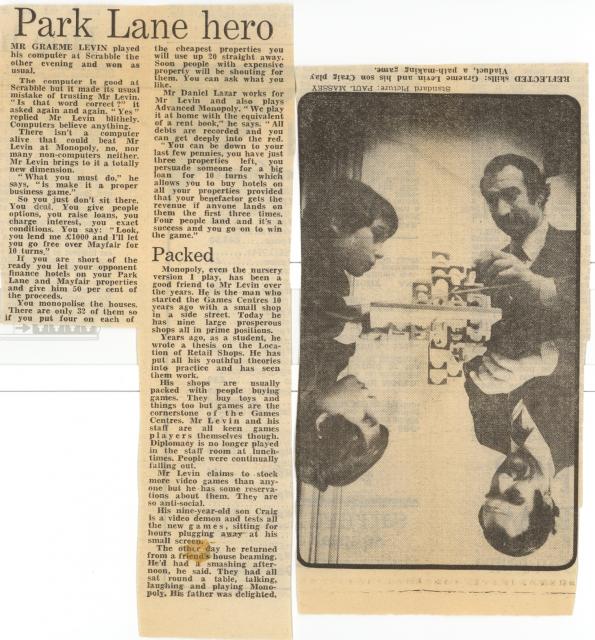 Park Lane hero
MR GRAEME LEVIN played
his computer at Scrabble the
other evening and won as
usual.
The computer is good at
Scrabble but it made its usual
mistake of trusting Mr Levin.
"Is that word correct?" it
asked again and again. "Yes"
replied Mr Levin blithely.
Computers believe anything.
There isn't a computer
alive that could beat Mr
Levin at Monopoly, no, nor
many non-computers neither.
Mr Levin brings to it a totally
new dimension.
"What you must do," he
says, "is make it a proper
business game."
So you just don't sit there.
You deal. You give people
options, you raise loans, you
charge interest, you exact
conditions. You say: "Look,
you lend me £1000 and I'll let
you go free over Mayfair for
10 turns."
If you are short of the
ready you let your opponent
finance hotels on your Park
Lane and Mayfair properties
and give him 50 per cent of
the proceeds.
You monopolise the houses.
There are only 32 of them so
if you put four on each of
the cheapest properties you
will use up 20 straight away.
Soon people with expensive
property will be shouting for
them. You can ask what you
like.
Mr Daniel Lazar works for
Mr Levin and also plays
Advanced Monopoly. "We play
it at home with the equivalent
of a rent book," he says. "All
debts are recorded and you
can get deeply into the red.
"You can be down to your
last few pennies, you have just
three properties left, you
persuade someone for a big
loan for 10 turns which
allows you to buy hotels on
all your properties provided
that your benefactor gets the
revenue if anyone lands on
them the first three times.
Four people land and it's a
success and you go on to win
the game."
Packed
Monopoly, even the nursery
version I play, has been a
good friend to Mr Levin over
the years. He is the man who
started the Games Centres 10
years ago with a small shop
in a side street. Today he
has nine large prosperous
shops all in prime positions.
Years ago, as a student, he
wrote a thesis on the Loca-
tion of Retail Shops. He has
put all his youthful theories
into practice and has seen
them work.
His shops are usually
packed with people buying
games. They buy toys and
things too but games are the
cornerstone of the Games
Centres. Mr Levin and his
staff are all keen games
players themselves though.
Diplomacy is no longer played
in the staff room at lunch-
times. People were continually
falling out.
Mr Levin claims to stock
more video games than any-
one but he has some reserva-
tions about them. They are
so anti-social.
His nine-year-old son Craig
is a video demon and tests all
the new games, sitting for
hours plugging away at his
small screen.
The other day he returned
from a friend's house beaming.
He'd had a smashing after-
noon, he said. They had all
sat round a table, talking,
laughing and playing Mono-
poly. His father was delighted.
Standard Picture: PAUL MASSEY
REFLECTED skills: Graeme Levin and his son Craig play
Viaduct, a path-making game.